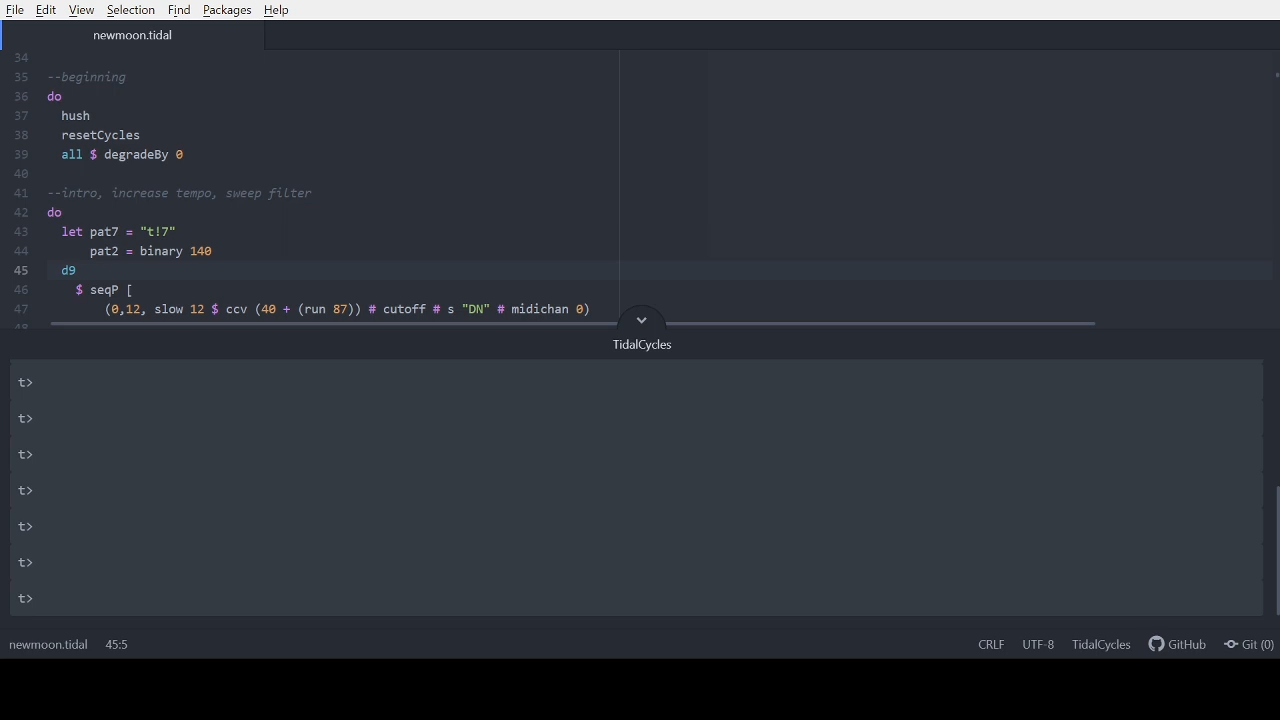 File Edit View Selection Find Packages Help
newmoon.tidal
34
35 --beginning
36 do
37   hush
38   resetCycles
39   all $ degradeBy 0
40
41 --intro, increase tempo, sweep filter
42 do
43   let pat7 = "t!7"
44       pat2 = binary 140
45   d9
46     $ seqP [
47         (0,12, slow 12 $ ccv (40 + (run 87)) # cutoff # s "DN" # midichan 0)
48
TidalCycles
t>
t>
t>
t>
t>
t>
t>
newmoon.tidal 45:5 CRLF UTF-8 TidalCycles GitHub Git (0)